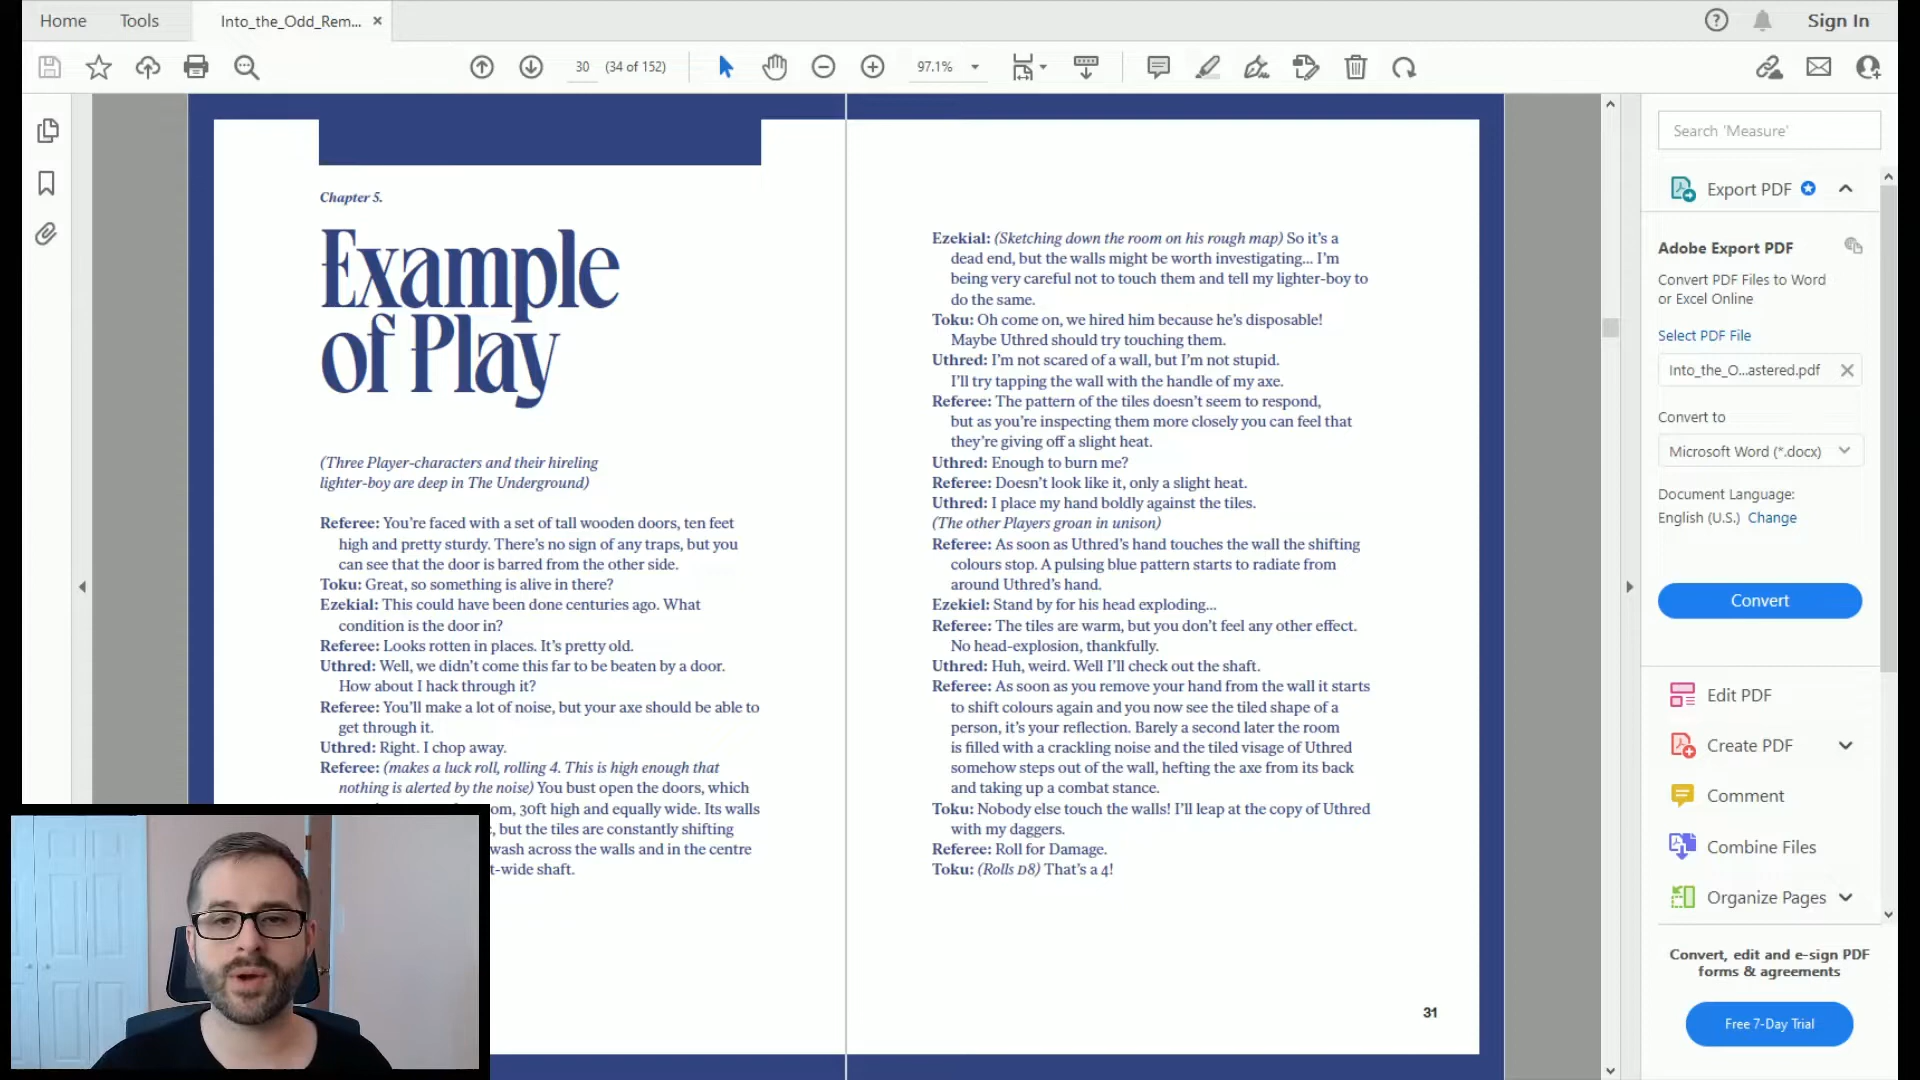 Home
Tools
Into_the_Odd_Rem...
Sign In
30
(34 of 152)
97.1%
Chapter 5.
Example
of Play
(Three Player-characters and their hireling
lighter-boy are deep in The Underground)
Referee: You're faced with a set of tall wooden doors, ten feet
high and pretty sturdy. There's no sign of any traps, but you
can see that the door is barred from the other side.
Toku: Great, so something is alive in there?
Ezekial: This could have been done centuries ago. What
condition is the door in?
Referee: Looks rotten in places. It's pretty old.
Uthred: Well, we didn't come this far to be beaten by a door.
How about I hack through it?
Referee: You'll make a lot of noise, but your axe should be able to
get through it.
Uthred: Right. I chop away.
Referee: (makes a luck roll, rolling 4. This is high enough that
nothing is alerted by the noise) You bust open the doors, which
om, 30ft high and equally wide. Its walls
, but the tiles are constantly shifting
wash across the walls and in the centre
t-wide shaft.
Ezekial: (Sketching down the room on his rough map) So it's a
dead end, but the walls might be worth investigating... I'm
being very careful not to touch them and tell my lighter-boy to
do the same.
Toku: Oh come on, we hired him because he's disposable!
Maybe Uthred should try touching them.
Uthred: I'm not scared of a wall, but I'm not stupid.
I'll try tapping the wall with the handle of my axe.
Referee: The pattern of the tiles doesn't seem to respond,
but as you're inspecting them more closely you can feel that
they're giving off a slight heat.
Uthred: Enough to burn me?
Referee: Doesn't look like it, only a slight heat.
Uthred: I place my hand boldly against the tiles.
(The other Players groan in unison)
Referee: As soon as Uthred's hand touches the wall the shifting
colours stop. A pulsing blue pattern starts to radiate from
around Uthred's hand.
Ezekiel: Stand by for his head exploding...
Referee: The tiles are warm, but you don't feel any other effect.
No head-explosion, thankfully.
Uthred: Huh, weird. Well I'll check out the shaft.
Referee: As soon as you remove your hand from the wall it starts
to shift colours again and you now see the tiled shape of a
person, it's your reflection. Barely a second later the room
is filled with a crackling noise and the tiled visage of Uthred
somehow steps out of the wall, hefting the axe from its back
and taking up a combat stance.
Toku: Nobody else touch the walls! I'll leap at the copy of Uthred
with my daggers.
Referee: Roll for Damage.
Toku: (Rolls D8) That's a 4!
31
Search 'Measure'
Export PDF
Adobe Export PDF
Convert PDF Files to Word
or Excel Online
Select PDF File
Into_the_O...astered.pdf
Convert to
Microsoft Word (*.docx)
Document Language:
English (U.S.) Change
Convert
Edit PDF
Create PDF
Comment
Combine Files
Organize Pages
Convert, edit and e-sign PDF
forms & agreements
Free 7-Day Trial